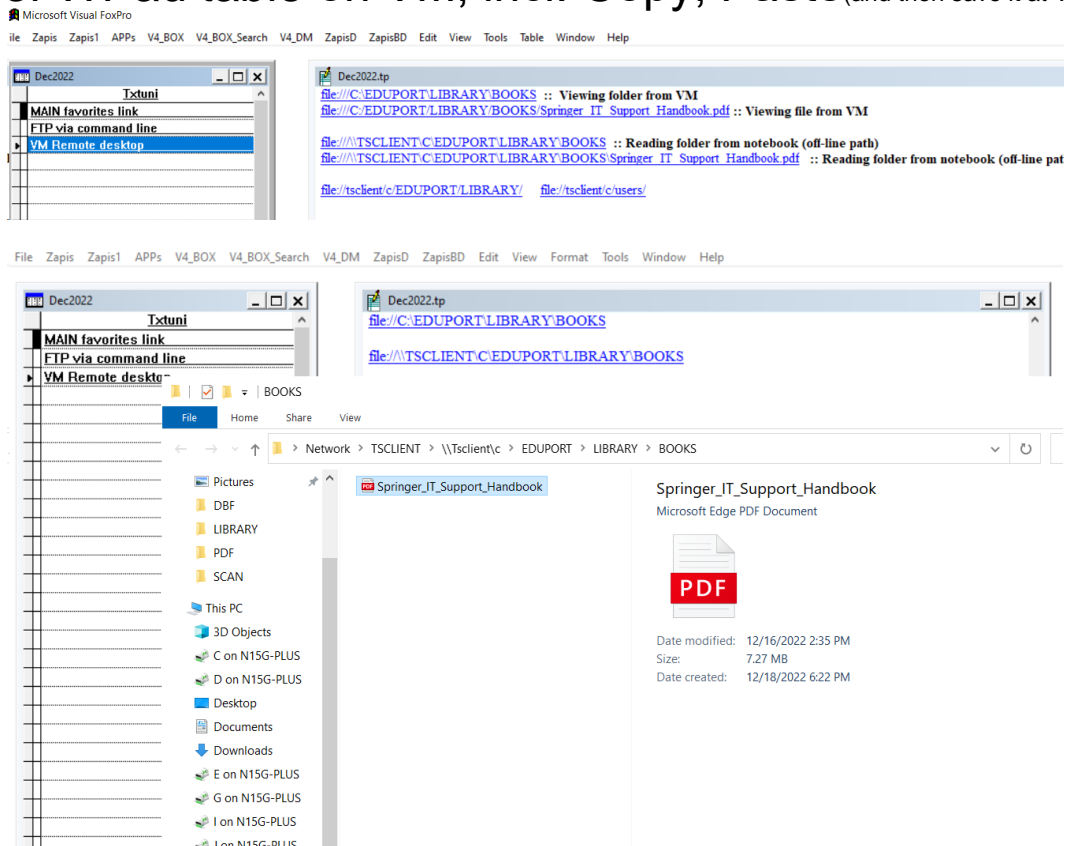 Microsoft Visual FoxPro
ile Zapis Zapis1 APPs V4_BOX V4_BOX_Search V4_DM ZapisD ZapisBD Edit View Tools Table Window Help
Dec2022
Txtuni
MAIN favorites link
FTP via command line
VM Remote desktop
Dec2022.tp
file:///C:\EDUPORT\LIBRARY\BOOKS :: Viewing folder from VM
file:///C:/EDUPORT/LIBRARY/BOOKS/Springer_IT_Support_Handbook.pdf :: Viewing file from VM
file:///\\TSCLIENT\C\EDUPORT\LIBRARY\BOOKS :: Reading folder from notebook (off-line path)
file:///\\TSCLIENT\C\EDUPORT\LIBRARY\BOOKS\Springer_IT_Support_Handbook.pdf :: Reading folder from notebook (off-line pat
file://tsclient/c/EDUPORT/LIBRARY/ file://tsclient/c/users/
File Zapis Zapis1 APPs V4_BOX V4_BOX_Search V4_DM ZapisD ZapisBD Edit View Format Tools Window Help
Dec2022
Txtuni
MAIN favorites link
FTP via command line
VM Remote deskto
Dec2022.tp
file://C:\EDUPORT\LIBRARY\BOOKS
file:/\\TSCLIENT\C\EDUPORT\LIBRARY\BOOKS
BOOKS
File Home Share View
Network > TSCLIENT > \\Tsclient\c > EDUPORT > LIBRARY > BOOKS
Pictures
DBF
LIBRARY
PDF
SCAN
This PC
3D Objects
C on N15G-PLUS
D on N15G-PLUS
Desktop
Documents
Downloads
E on N15G-PLUS
G on N15G-PLUS
I on N15G-PLUS
J on N15G-PLUS
Springer_IT_Support_Handbook
Springer_IT_Support_Handbook
Microsoft Edge PDF Document
PDF
Date modified: 12/16/2022 2:35 PM
Size: 7.27 MB
Date created: 12/18/2022 6:22 PM